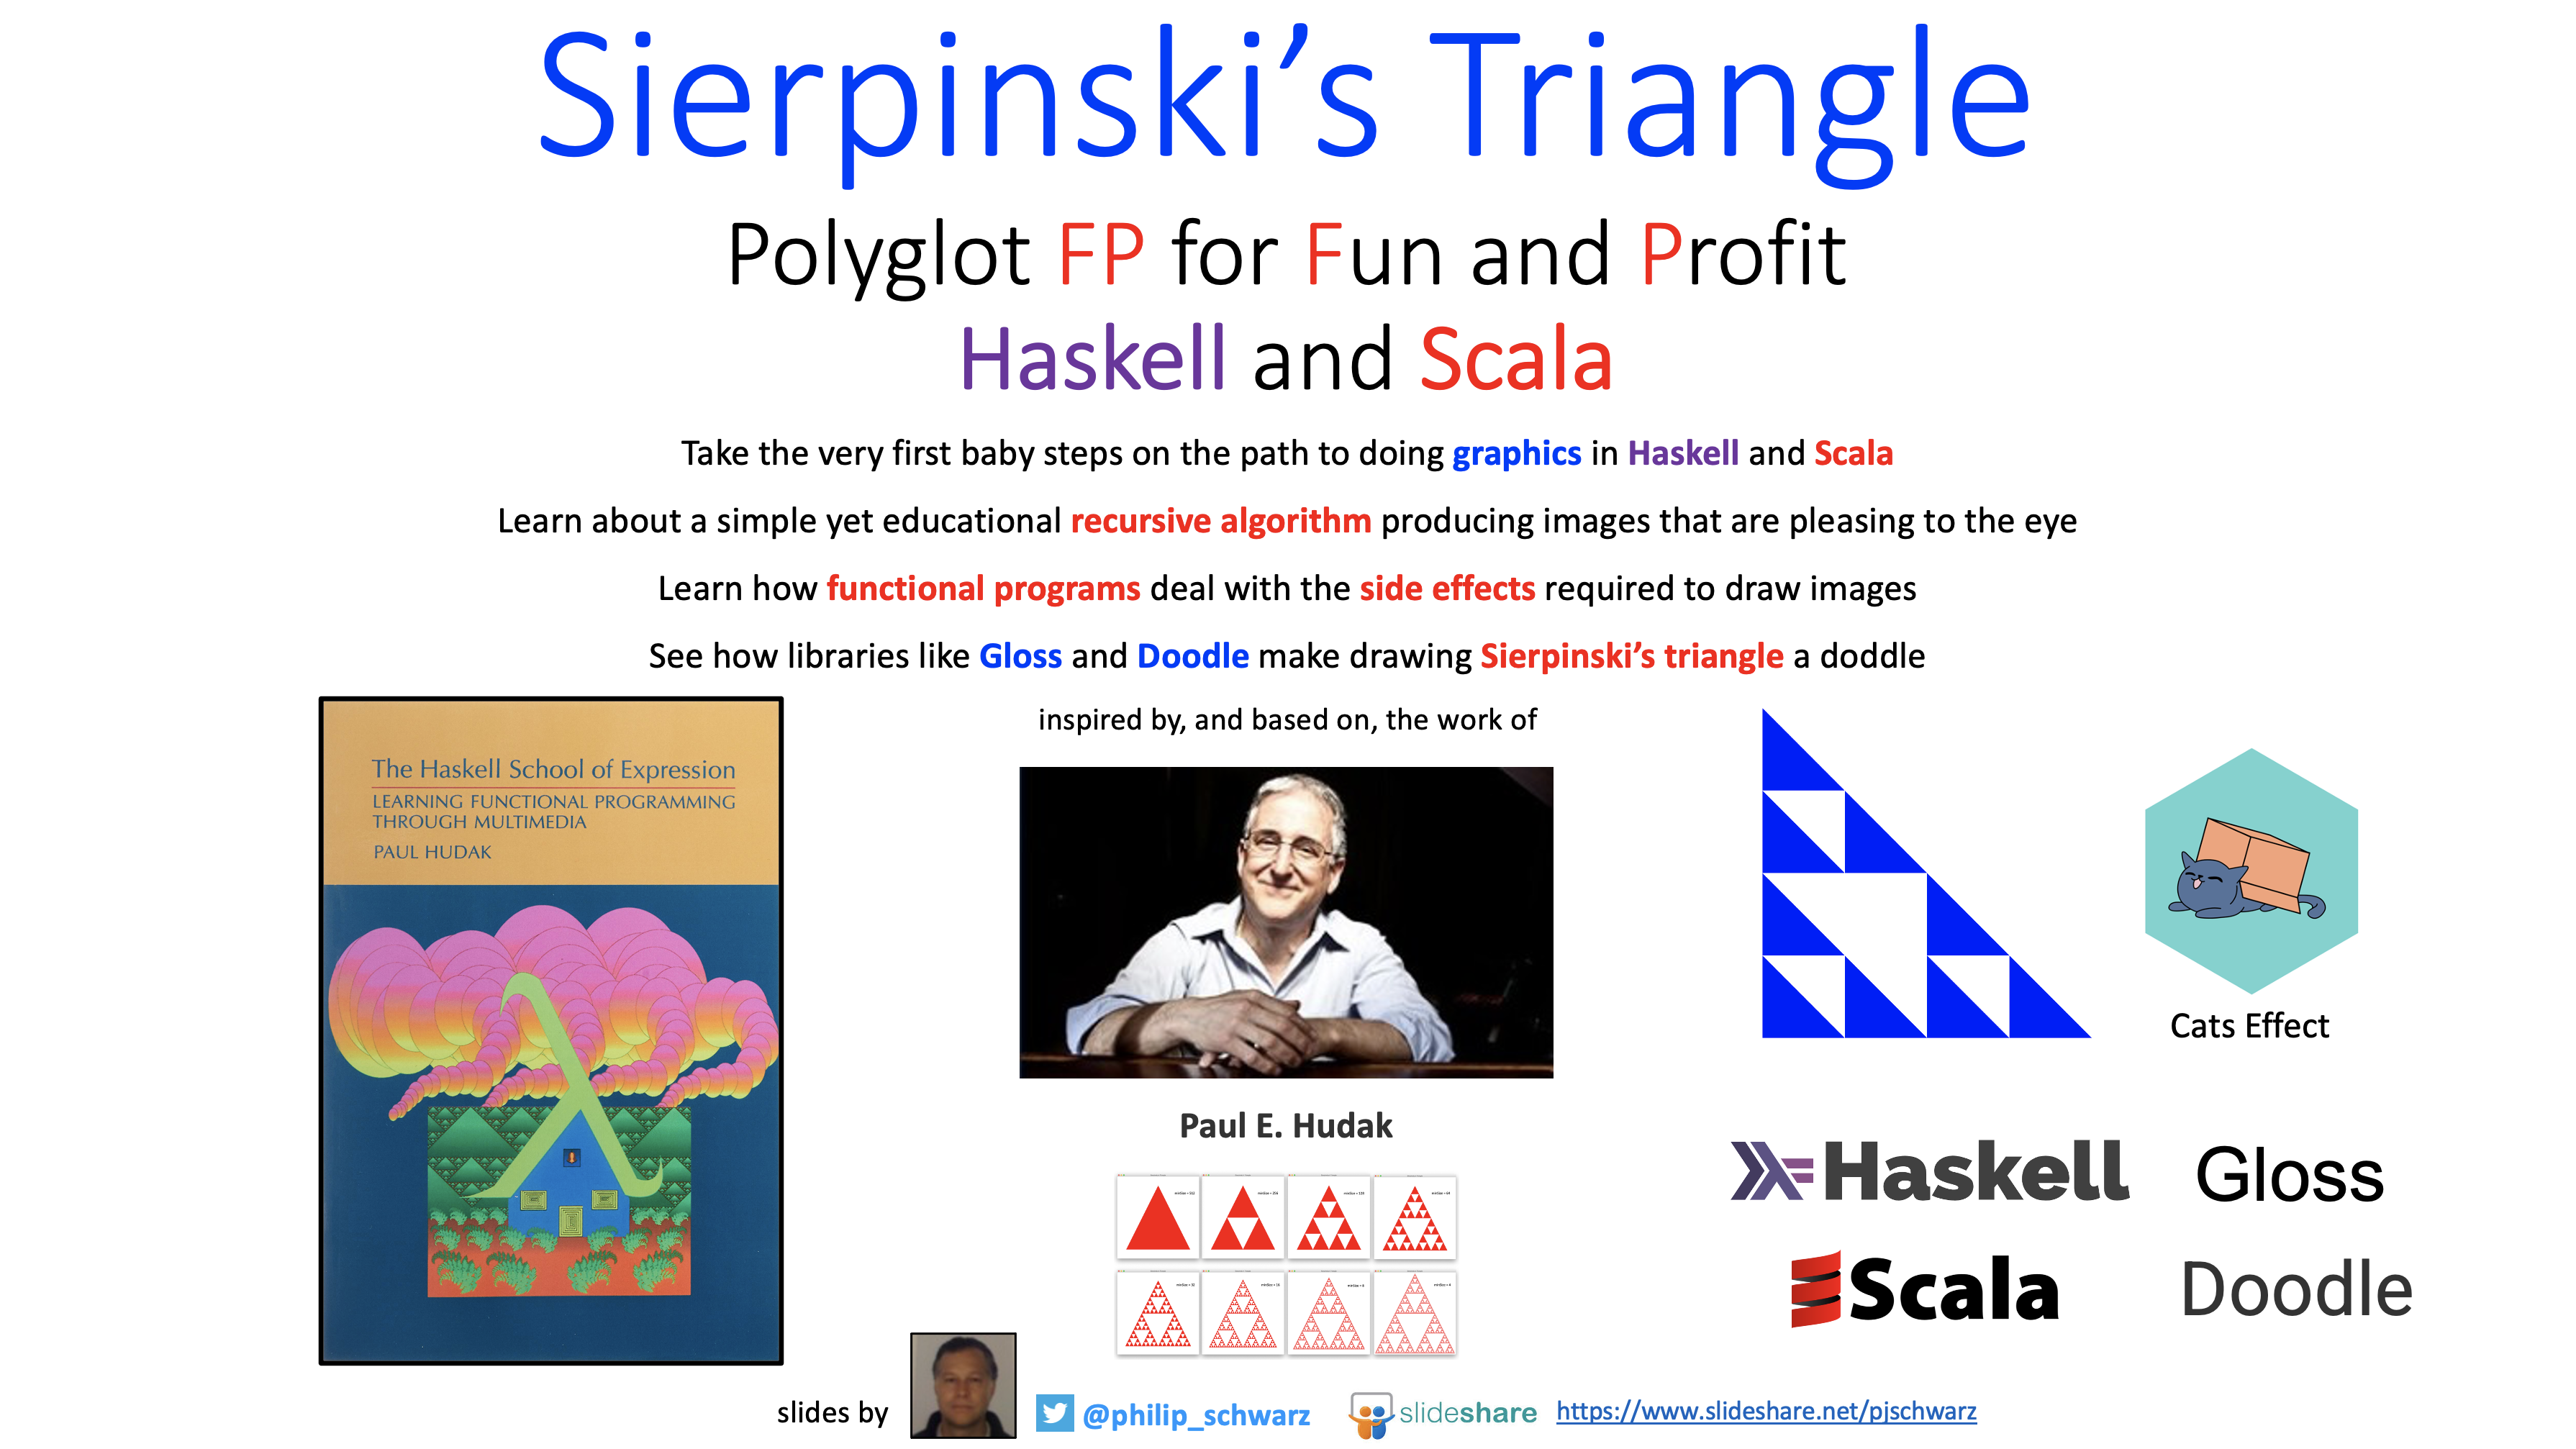 Sierpinski’s Triangle
Polyglot FP for Fun and Profit
Haskell and Scala
Take the very first baby steps on the path to doing graphics in Haskell and Scala
Learn about a simple yet educational recursive algorithm producing images that are pleasing to the eye
Learn how functional programs deal with the side effects required to draw images
See how libraries like Gloss and Doodle make drawing Sierpinski’s triangle a doddle
inspired by, and based on, the work of
The Haskell School of Expression
LEARNING FUNCTIONAL PROGRAMMING
THROUGH MULTIMEDIA
PAUL HUDAK
Paul E. Hudak
Cats Effect
Haskell
Gloss
Scala
Doodle
slides by
@philip_schwarz
slideshare
https://www.slideshare.net/pjschwarz